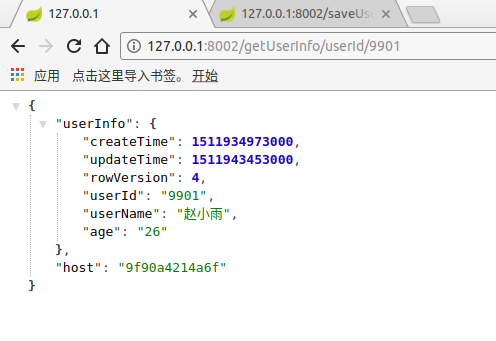 127.0.0.1
127.0.0.1:8002/saveUse
127.0.0.1:8002/getUserInfo/userId/9901
应用 点击这里导入书签。 开始
{
"userInfo": {
"createTime": 1511934973000,
"updateTime": 1511943453000,
"rowVersion": 4,
"userId": "9901",
"userName": "赵小雨",
"age": "26"
},
"host": "9f90a4214a6f"
}